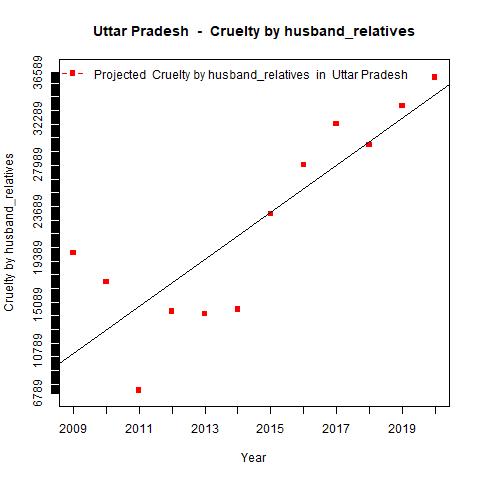 Uttar Pradesh - Cruelty by husband_relatives
Projected Cruelty by husband_relatives in Uttar Pradesh
Cruelty by husband_relatives
36589
32289
27989
23689
19389
15089
10789
6789
2009 2011 2013 2015 2017 2019
Year